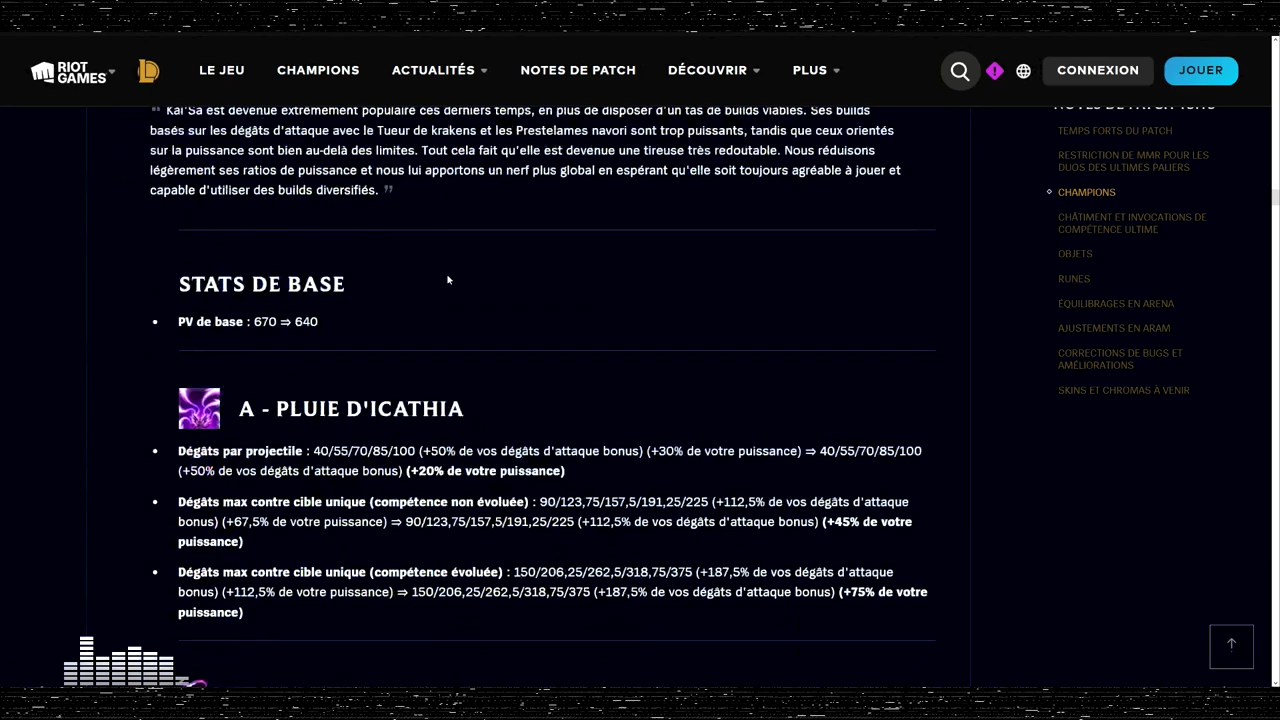 RIOT GAMES
LE JEU
CHAMPIONS
ACTUALITÉS
NOTES DE PATCH
DÉCOUVRIR
PLUS
CONNEXION
JOUER
" Kai'Sa est devenue extrêmement populaire ces derniers temps, en plus de disposer d'un tas de builds viables. Ses builds
basés sur les dégâts d'attaque avec le Tueur de krakens et les Prestelames navori sont trop puissants, tandis que ceux orientés
sur la puissance sont bien au-delà des limites. Tout cela fait qu'elle est devenue une tireuse très redoutable. Nous réduisons
légèrement ses ratios de puissance et nous lui apportons un nerf plus global en espérant qu'elle soit toujours agréable à jouer et
capable d'utiliser des builds diversifiés. "
STATS DE BASE
• PV de base : 670 ⇒ 640
A - PLUIE D'ICATHIA
• Dégâts par projectile : 40/55/70/85/100 (+50% de vos dégâts d'attaque bonus) (+30% de votre puissance) ⇒ 40/55/70/85/100
(+50% de vos dégâts d'attaque bonus) (+20% de votre puissance)
• Dégâts max contre cible unique (compétence non évoluée) : 90/123,75/157,5/191,25/225 (+112,5% de vos dégâts d'attaque
bonus) (+67,5% de votre puissance) ⇒ 90/123,75/157,5/191,25/225 (+112,5% de vos dégâts d'attaque bonus) (+45% de votre
puissance)
• Dégâts max contre cible unique (compétence évoluée) : 150/206,25/262,5/318,75/375 (+187,5% de vos dégâts d'attaque
bonus) (+112,5% de votre puissance) ⇒ 150/206,25/262,5/318,75/375 (+187,5% de vos dégâts d'attaque bonus) (+75% de votre
puissance)
TEMPS FORTS DU PATCH
RESTRICTION DE MMR POUR LES
DUOS DES ULTIMES PALIERS
CHAMPIONS
CHÂTIMENT ET INVOCATIONS DE
COMPÉTENCE ULTIME
OBJETS
RUNES
ÉQUILIBRAGES EN ARENA
AJUSTEMENTS EN ARAM
CORRECTIONS DE BUGS ET
AMÉLIORATIONS
SKINS ET CHROMAS À VENIR